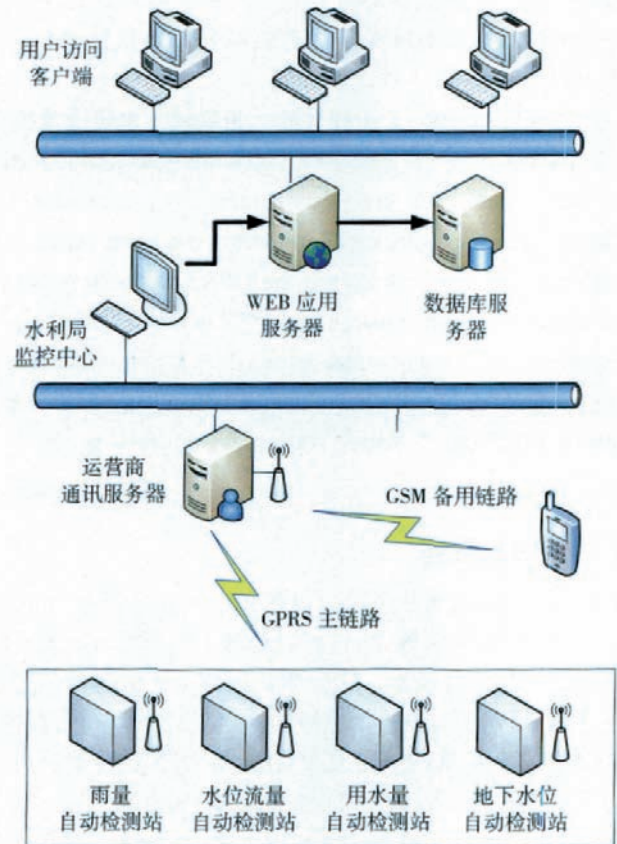 用户访问
客户端
WEB 应用
服务器
数据库服
务器
水利局
监控中心
运营商
通讯服务器
GSM 备用链路
GPRS 主链路
雨量
自动检测站
水位流量
自动检测站
用水量
自动检测站
地下水位
自动检测站